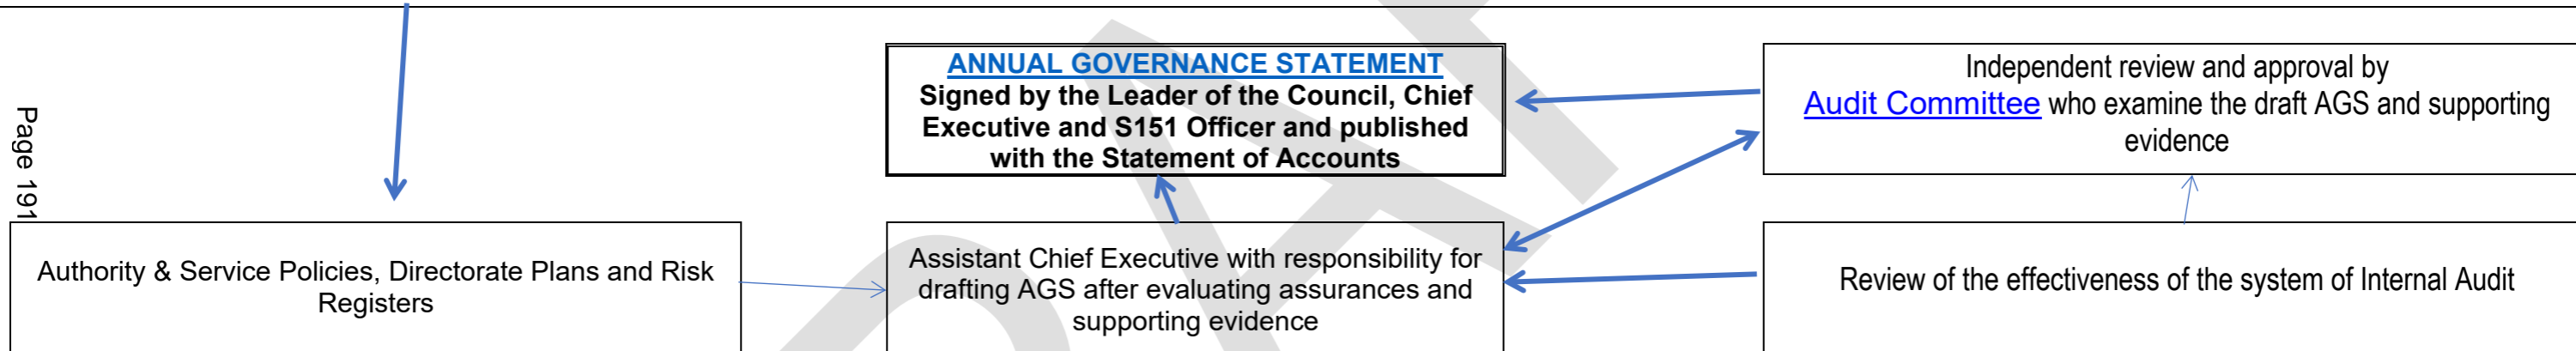 ANNUAL GOVERNANCE STATEMENT
Signed by the Leader of the Council, Chief
Executive and S151 Officer and published
with the Statement of Accounts
Independent review and approval by
Audit Committee who examine the draft AGS and supporting
evidence
Page 191
Authority & Service Policies, Directorate Plans and Risk
Registers
Assistant Chief Executive with responsibility for
drafting AGS after evaluating assurances and
supporting evidence
Review of the effectiveness of the system of Internal Audit